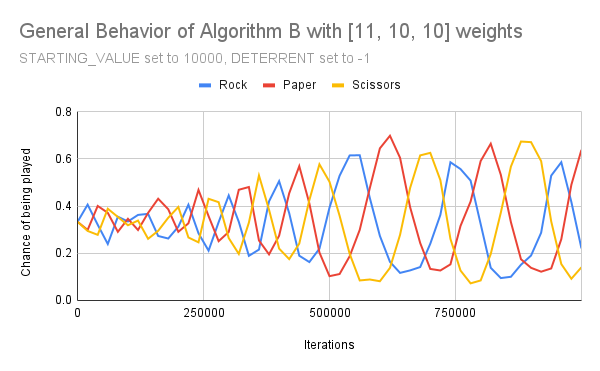 General Behavior of Algorithm B with [11, 10, 10] weights
STARTING_VALUE set to 10000, DETERRENT set to -1
Rock Paper Scissors
Chance of being played
0.8
0.6
0.4
0.2
0.0
0 250000 500000 750000
Iterations